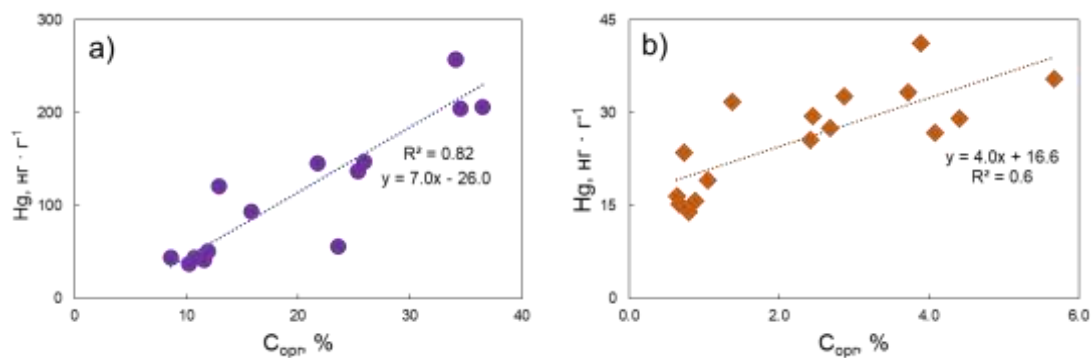 a)
300
200
100
0
Hg, нг · г⁻¹
R² = 0.82
y = 7.0x - 26.0
0
10
20
30
40
Cорг, %
b)
45
30
15
0
Hg, нг · г⁻¹
y = 4.0x + 16.6
R² = 0.6
0.0
2.0
4.0
6.0
Cорг, %